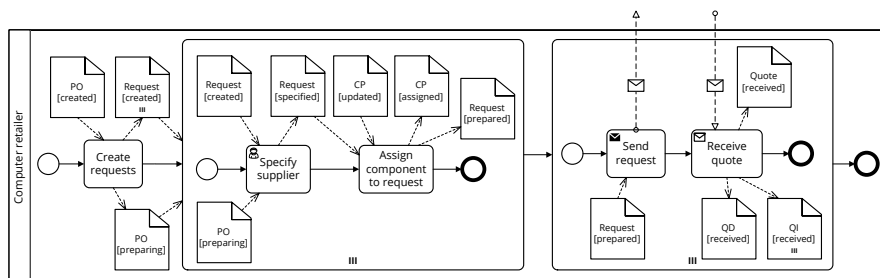 Computer retailer
PO
[created]
Request
[created]
Create
requests
PO
[preparing]
Request
[created]
Request
[specified]
CP
[updated]
CP
[assigned]
Request
[prepared]
Specify
supplier
Assign
component
to request
PO
[preparing]
Quote
[received]
Send
request
Receive
quote
Request
[prepared]
QD
[received]
QI
[received]